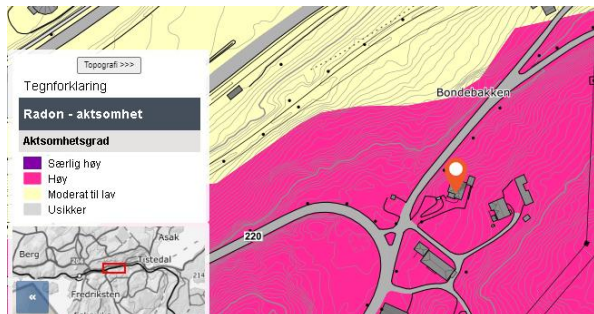 Topografi >>>
Tegnforklaring
Radon - aktsomhet
Aktsomhetsgrad
Særlig høy
Høy
Moderat til lav
Usikker
Bondebakken
220
Asak
Berg
204
Tistedal
214
Fredriksten
«